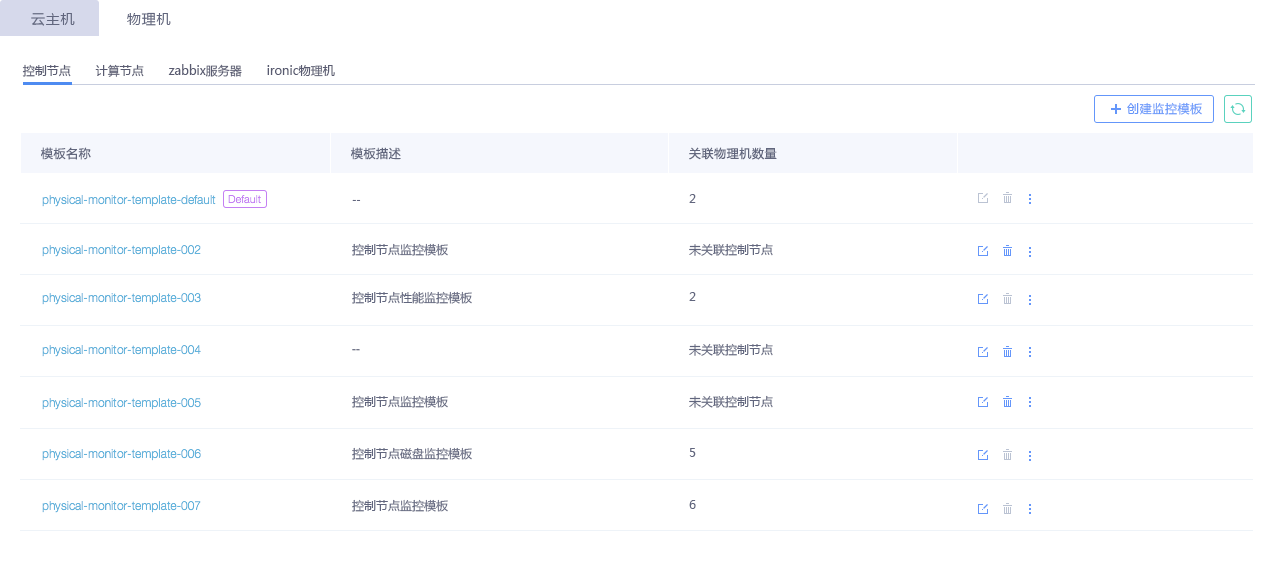 云主机 物理机
控制节点 计算节点 zabbix服务器 ironic物理机
创建监控模板
模板名称 模板描述 关联物理机数量
physical-monitor-template-default Default -- 2
physical-monitor-template-002 控制节点监控模板 未关联控制节点
physical-monitor-template-003 控制节点性能监控模板 2
physical-monitor-template-004 -- 未关联控制节点
physical-monitor-template-005 控制节点监控模板 未关联控制节点
physical-monitor-template-006 控制节点磁盘监控模板 5
physical-monitor-template-007 控制节点监控模板 6